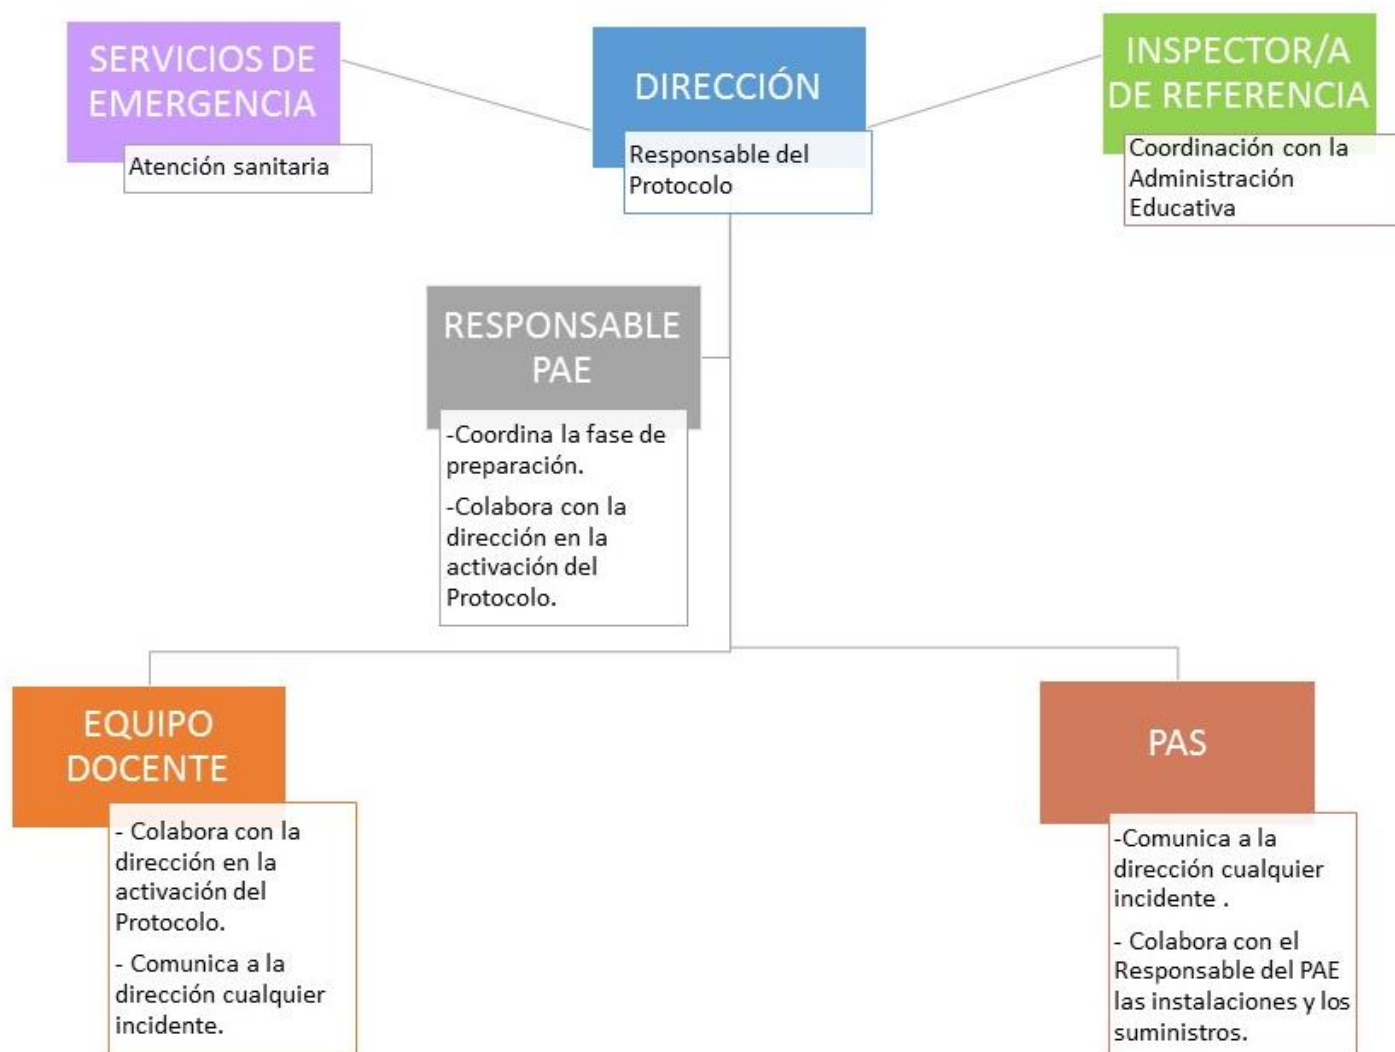 SERVICIOS DE
EMERGENCIA
Atención sanitaria
DIRECCIÓN
Responsable del
Protocolo
INSPECTOR/A
DE REFERENCIA
Coordinación con la
Administración
Educativa
RESPONSABLE
PAE
-Coordina la fase de
preparación.
-Colabora con la
dirección en la
activación del
Protocolo.
EQUIPO
DOCENTE
- Colabora con la
dirección en la
activación del
Protocolo.
- Comunica a la
dirección cualquier
incidente.
PAS
-Comunica a la
dirección cualquier
incidente .
- Colabora con el
Responsable del PAE
las instalaciones y los
suministros.